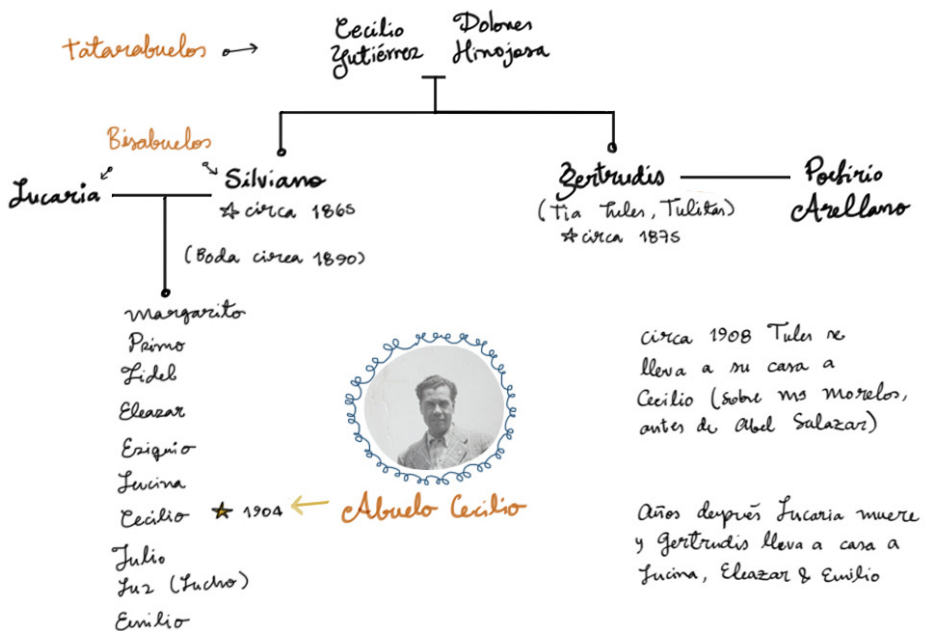 Tatarabuelos
Cecilio Gutiérrez
Dolores Hinojosa
Bisabuelos
Lucaria
Silviano
☆ circa 1865
(Boda circa 1890)
Gertrudis
(Tía Tules, Tulitas)
☆ circa 1875
Porfirio
Arellano
Margarito
Primo
Fidel
Eleazar
Esiquio
Lucina
Cecilio ★ 1904
Julio
Luz (Lucho)
Emilio
Abuelo Cecilio
circa 1908 Tules se
lleva a su casa a
Cecilio (sobre ms Morelos,
antes de Abel Salazar)
Años después Lucaria muere
y Gertrudis lleva a casa a
Lucina, Eleazar & Emilio